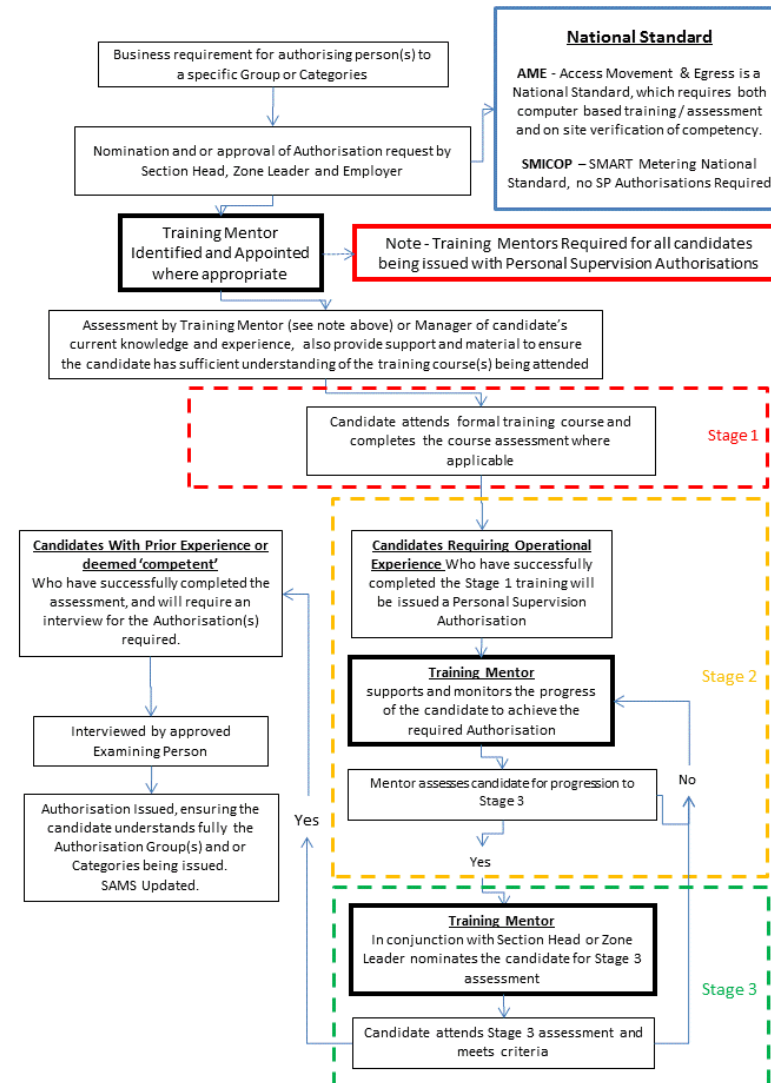 Business requirement for authorising person(s) to
a specific Group or Categories
National Standard
AME - Access Movement & Egress is a
National Standard, which requires both
computer based training / assessment
and on site verification of competency.
SMICOP – SMART Metering National
Standard, no SP Authorisations Required
Nomination and or approval of Authorisation request by
Section Head, Zone Leader and Employer
Training Mentor
Identified and Appointed
where appropriate
Note - Training Mentors Required for all candidates
being issued with Personal Supervision Authorisations
Assessment by Training Mentor (see note above) or Manager of candidate's
current knowledge and experience, also provide support and material to ensure
the candidate has sufficient understanding of the training course(s) being attended
Candidate attends formal training course and
completes the course assessment where
applicable
Stage 1
Candidates With Prior Experience or
deemed 'competent'
Who have successfully completed the
assessment, and will require an
interview for the Authorisation(s)
required.
Candidates Requiring Operational
Experience Who have successfully
completed the Stage 1 training will
be issued a Personal Supervision
Authorisation
Training Mentor
supports and monitors the progress
of the candidate to achieve the
required Authorisation
Stage 2
Interviewed by approved
Examining Person
Mentor assesses candidate for progression to
Stage 3
No
Authorisation Issued, ensuring the
candidate understands fully the
Authorisation Group(s) and or
Categories being issued.
SAMS Updated.
Yes
Yes
Training Mentor
In conjunction with Section Head or Zone
Leader nominates the candidate for Stage 3
assessment
Stage 3
Candidate attends Stage 3 assessment and
meets criteria